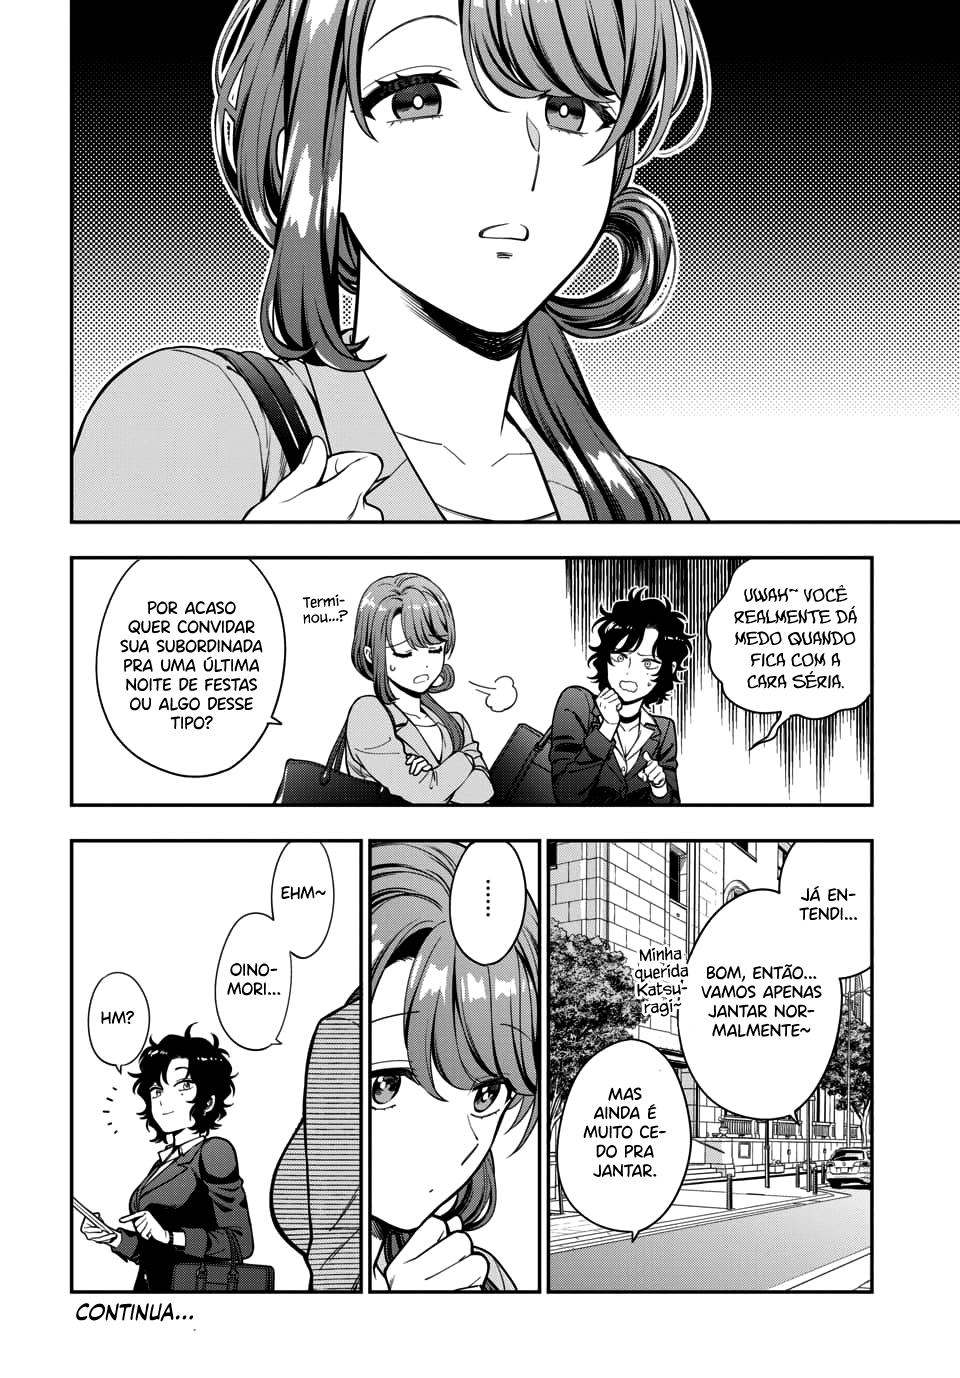 UWAH~ VOCÊ
REALMENTE DÁ
MEDO QUANDO
FICA COM A
CARA SÉRIA.
Termi-
nou...?
POR ACASO
QUER CONVIDAR
SUA SUBORDINADA
PRA UMA ÚLTIMA
NOITE DE FESTAS
OU ALGO DESSE
TIPO?
JÁ EN-
TENDI...
BOM, ENTÃO...
VAMOS APENAS
JANTAR NOR-
MALMENTE~
Minha
querida
Katsu-
ragi~
MAS
AINDA É
MUITO CE-
DO PRA
JANTAR.
........
EHM~
OINO-
MORI...
HM?
CONTINUA...